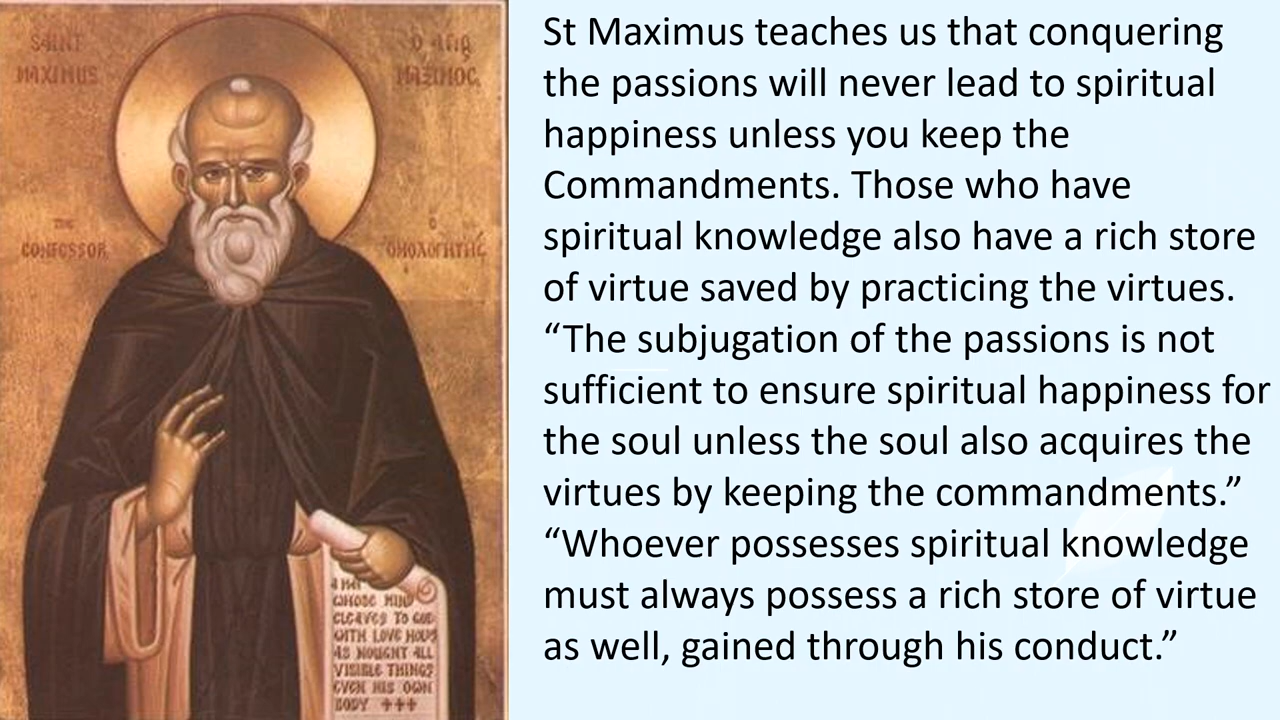 SAINT
MAXIMUS
Ὁ ἍΓΙΟς
ΜΆΞΙΜΟC
THE
CONFESSOR
Ὁ
ὉΜΟΛΟΓΗΤΉC
St Maximus teaches us that conquering
the passions will never lead to spiritual
happiness unless you keep the
Commandments. Those who have
spiritual knowledge also have a rich store
of virtue saved by practicing the virtues.
“The subjugation of the passions is not
sufficient to ensure spiritual happiness for
the soul unless the soul also acquires the
virtues by keeping the commandments.”
“Whoever possesses spiritual knowledge
must always possess a rich store of virtue
as well, gained through his conduct.”
WHOSE MIND
CLEAVES TO GOD
WITH LOVE HOLDS
AS NOUGHT ALL
VISIBLE THINGS
EVEN HIS OWN
BODY +++